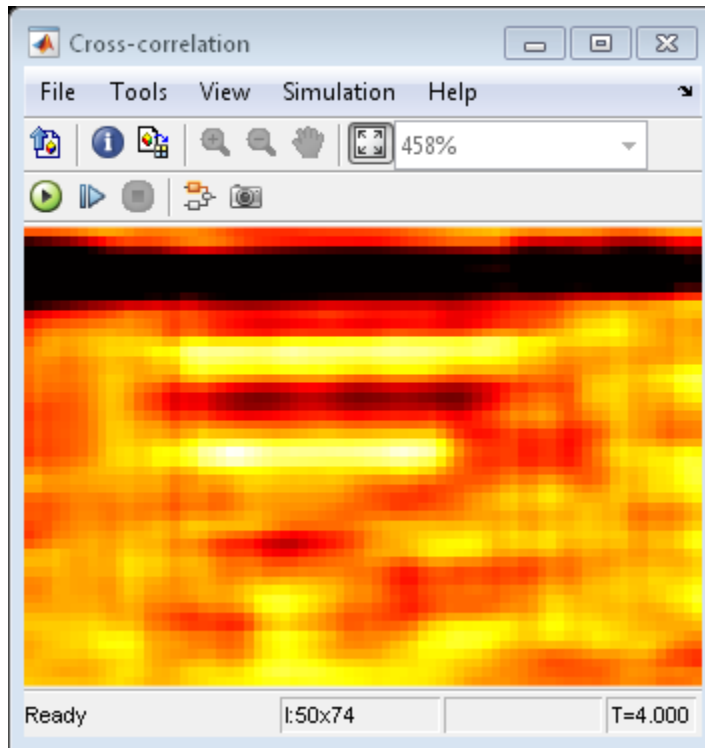 Cross-correlation
File Tools View Simulation Help
458%
Ready I:50x74 T=4.000